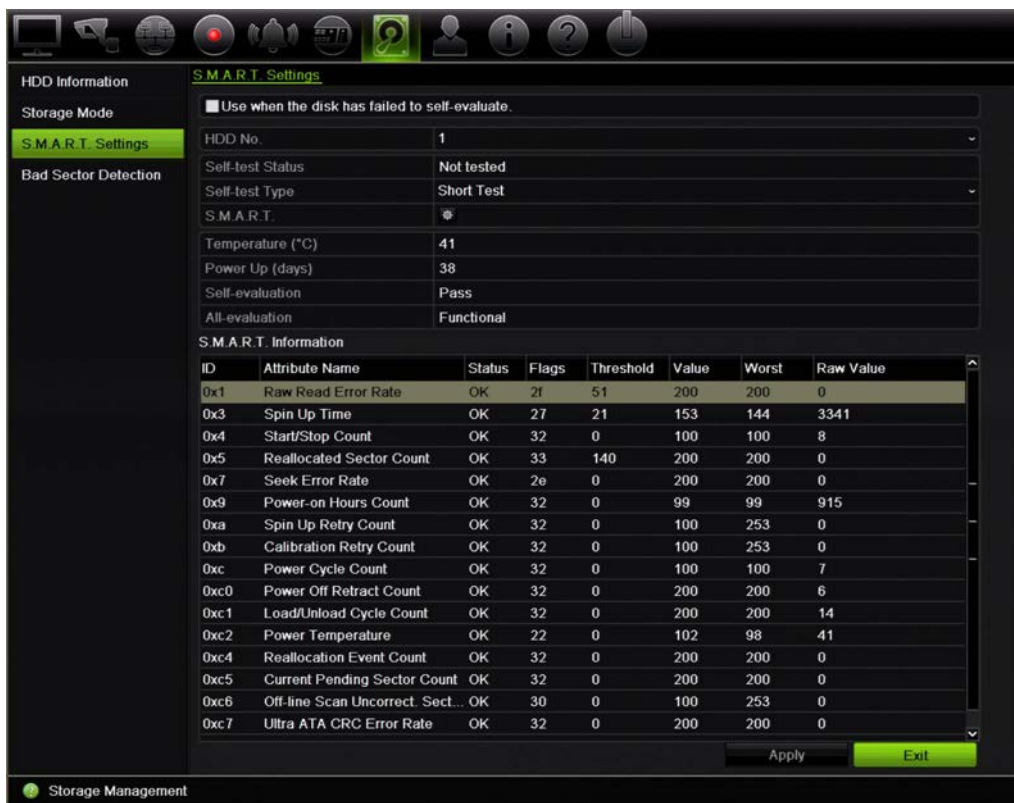 HDD Information
Storage Mode
S.M.A.R.T. Settings
Bad Sector Detection
S.M.A.R.T. Settings
Use when the disk has failed to self-evaluate.
HDD No. 1
Self-test Status Not tested
Self-test Type Short Test
S.M.A.R.T.
Temperature (°C) 41
Power Up (days) 38
Self-evaluation Pass
All-evaluation Functional
S.M.A.R.T. Information
ID Attribute Name Status Flags Threshold Value Worst Raw Value
0x1 Raw Read Error Rate OK 2f 51 200 200 0
0x3 Spin Up Time OK 27 21 153 144 3341
0x4 Start/Stop Count OK 32 0 100 100 8
0x5 Reallocated Sector Count OK 33 140 200 200 0
0x7 Seek Error Rate OK 2e 0 200 200 0
0x9 Power-on Hours Count OK 32 0 99 99 915
0xa Spin Up Retry Count OK 32 0 100 253 0
0xb Calibration Retry Count OK 32 0 100 253 0
0xc Power Cycle Count OK 32 0 100 100 7
0xc0 Power Off Retract Count OK 32 0 200 200 6
0xc1 Load/Unload Cycle Count OK 32 0 200 200 14
0xc2 Power Temperature OK 22 0 102 98 41
0xc4 Reallocation Event Count OK 32 0 200 200 0
0xc5 Current Pending Sector Count OK 32 0 200 200 0
0xc6 Off-line Scan Uncorrect. Sect... OK 30 0 100 253 0
0xc7 Ultra ATA CRC Error Rate OK 32 0 200 200 0
Apply Exit
Storage Management